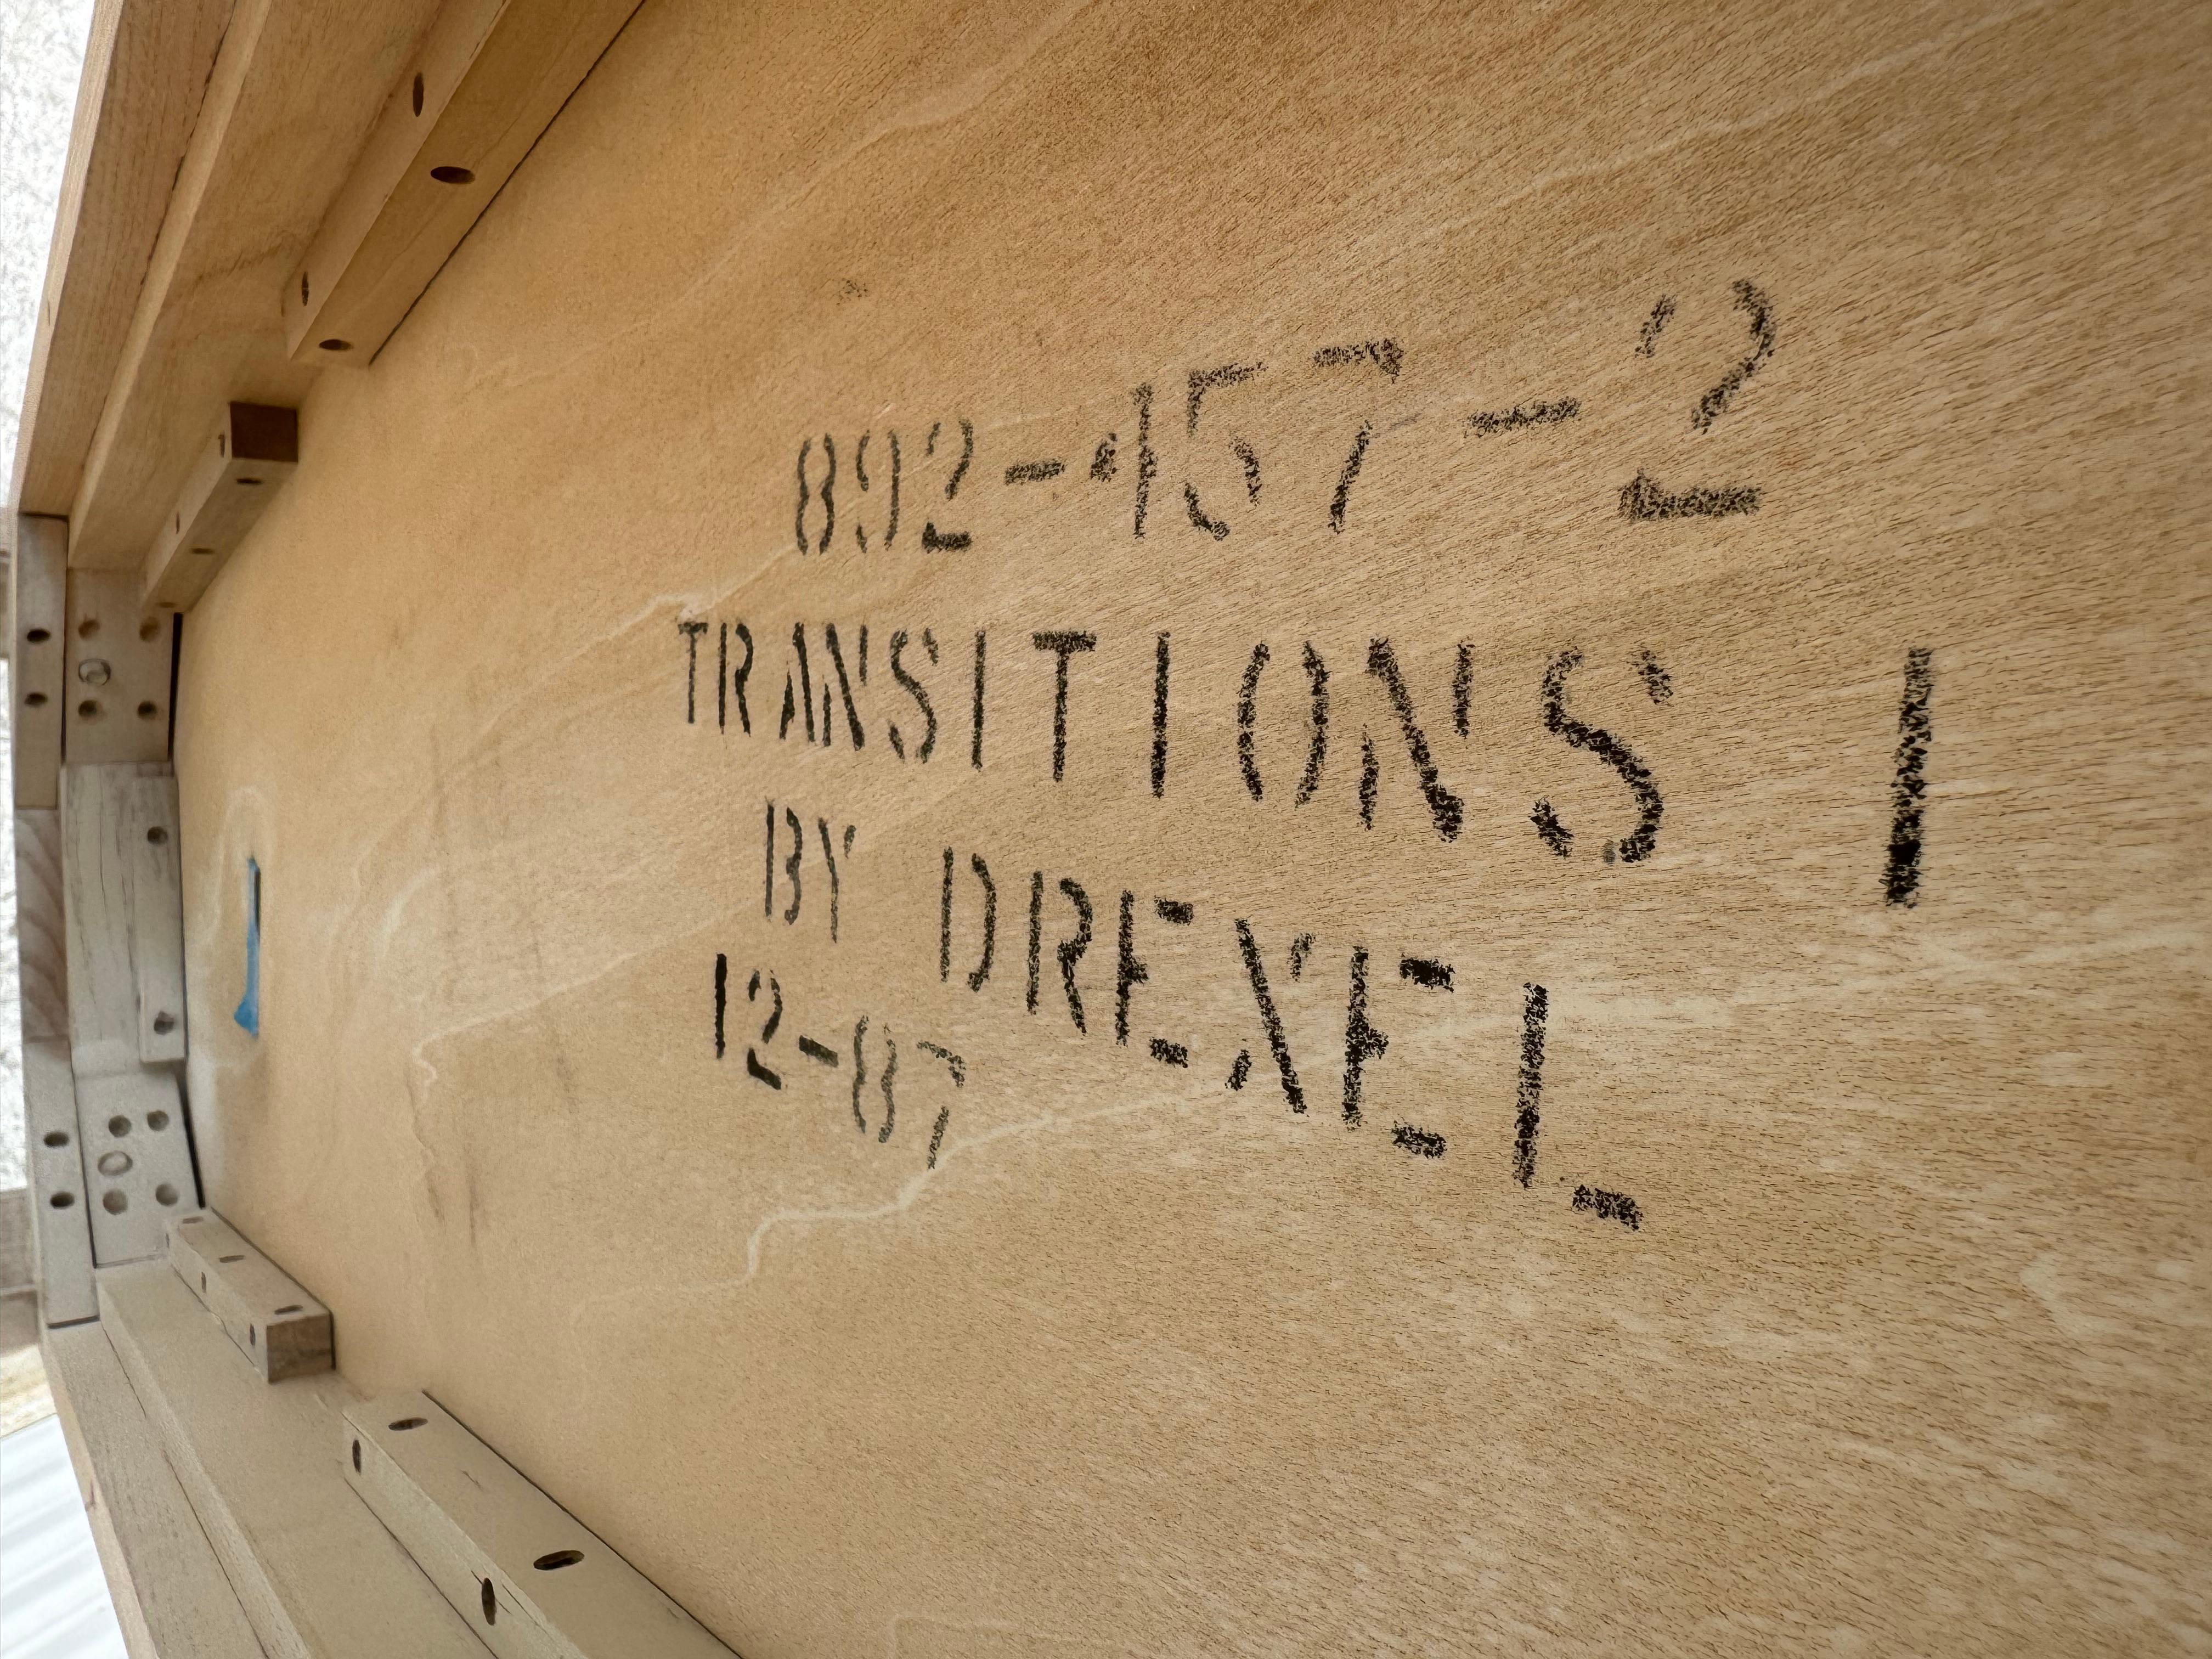 892-457-2
TRANSITIONS I
BY DREXEL
12-87